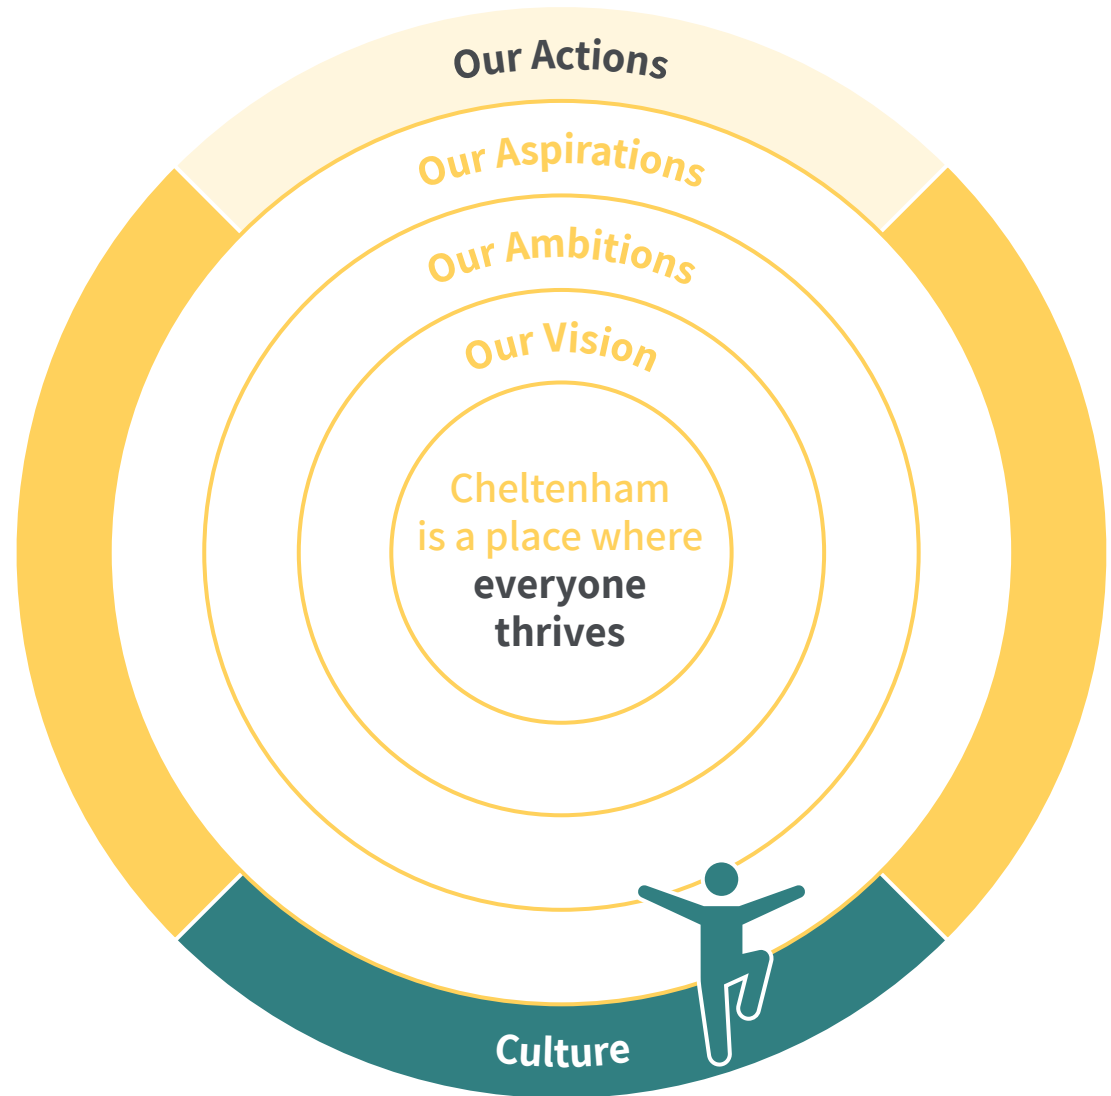 Our Actions
Our Aspirations
Our Ambitions
Our Vision
Cheltenham
is a place where
everyone
thrives
Culture